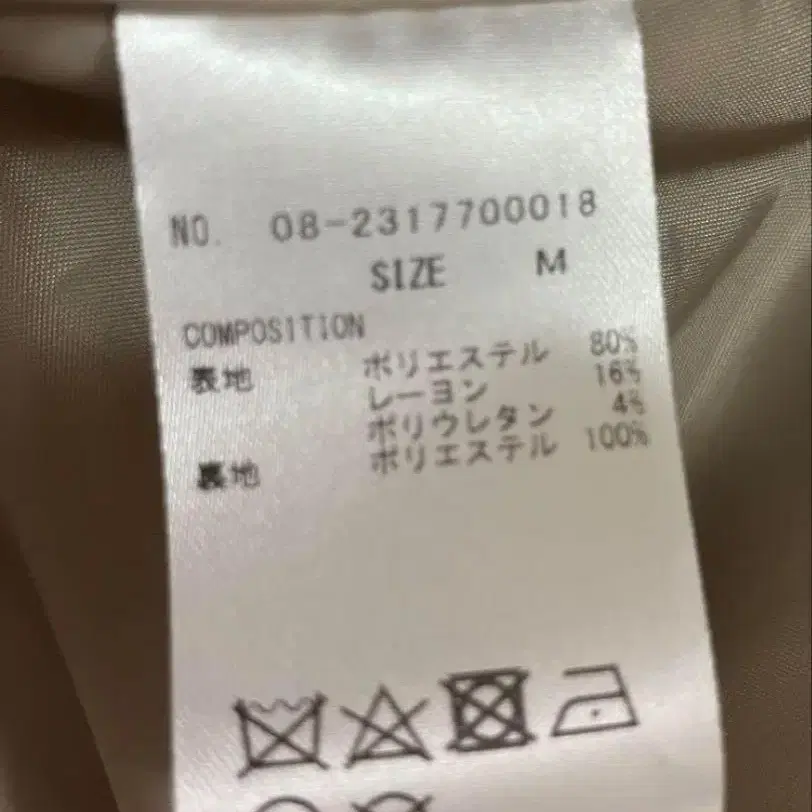 NO. 08-2317700018
SIZE M
COMPOSITION
表地 ポリエステル 80%
レーヨン 16%
ポリウレタン 4%
裏地 ポリエステル 100%